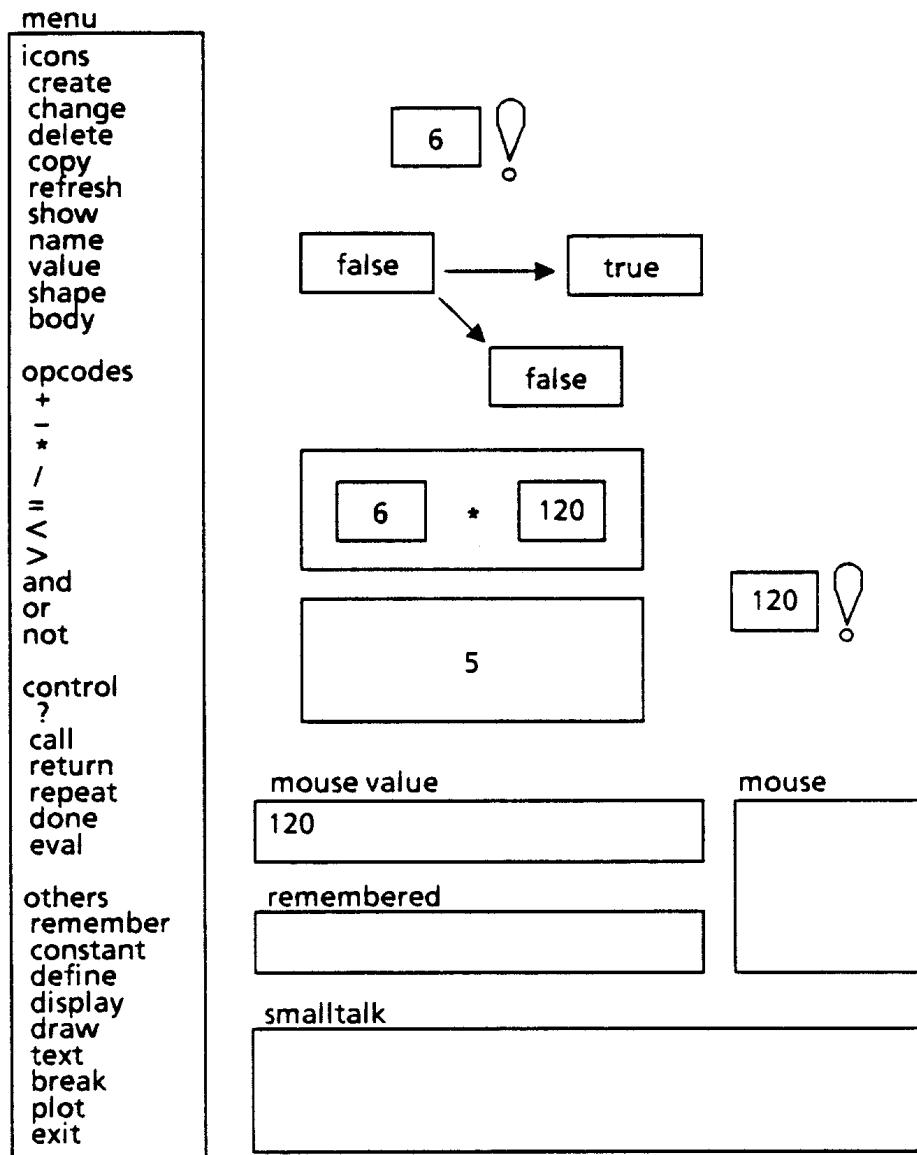 menu
icons
create
change
delete
copy
refresh
show
name
value
shape
body
opcodes
+
−
*
/
=
<
>
and
or
not
control
?
call
return
repeat
done
eval
others
remember
constant
define
display
draw
text
break
plot
exit
6
false true
false
6 * 120
120
5
mouse value
120
mouse
remembered
smalltalk